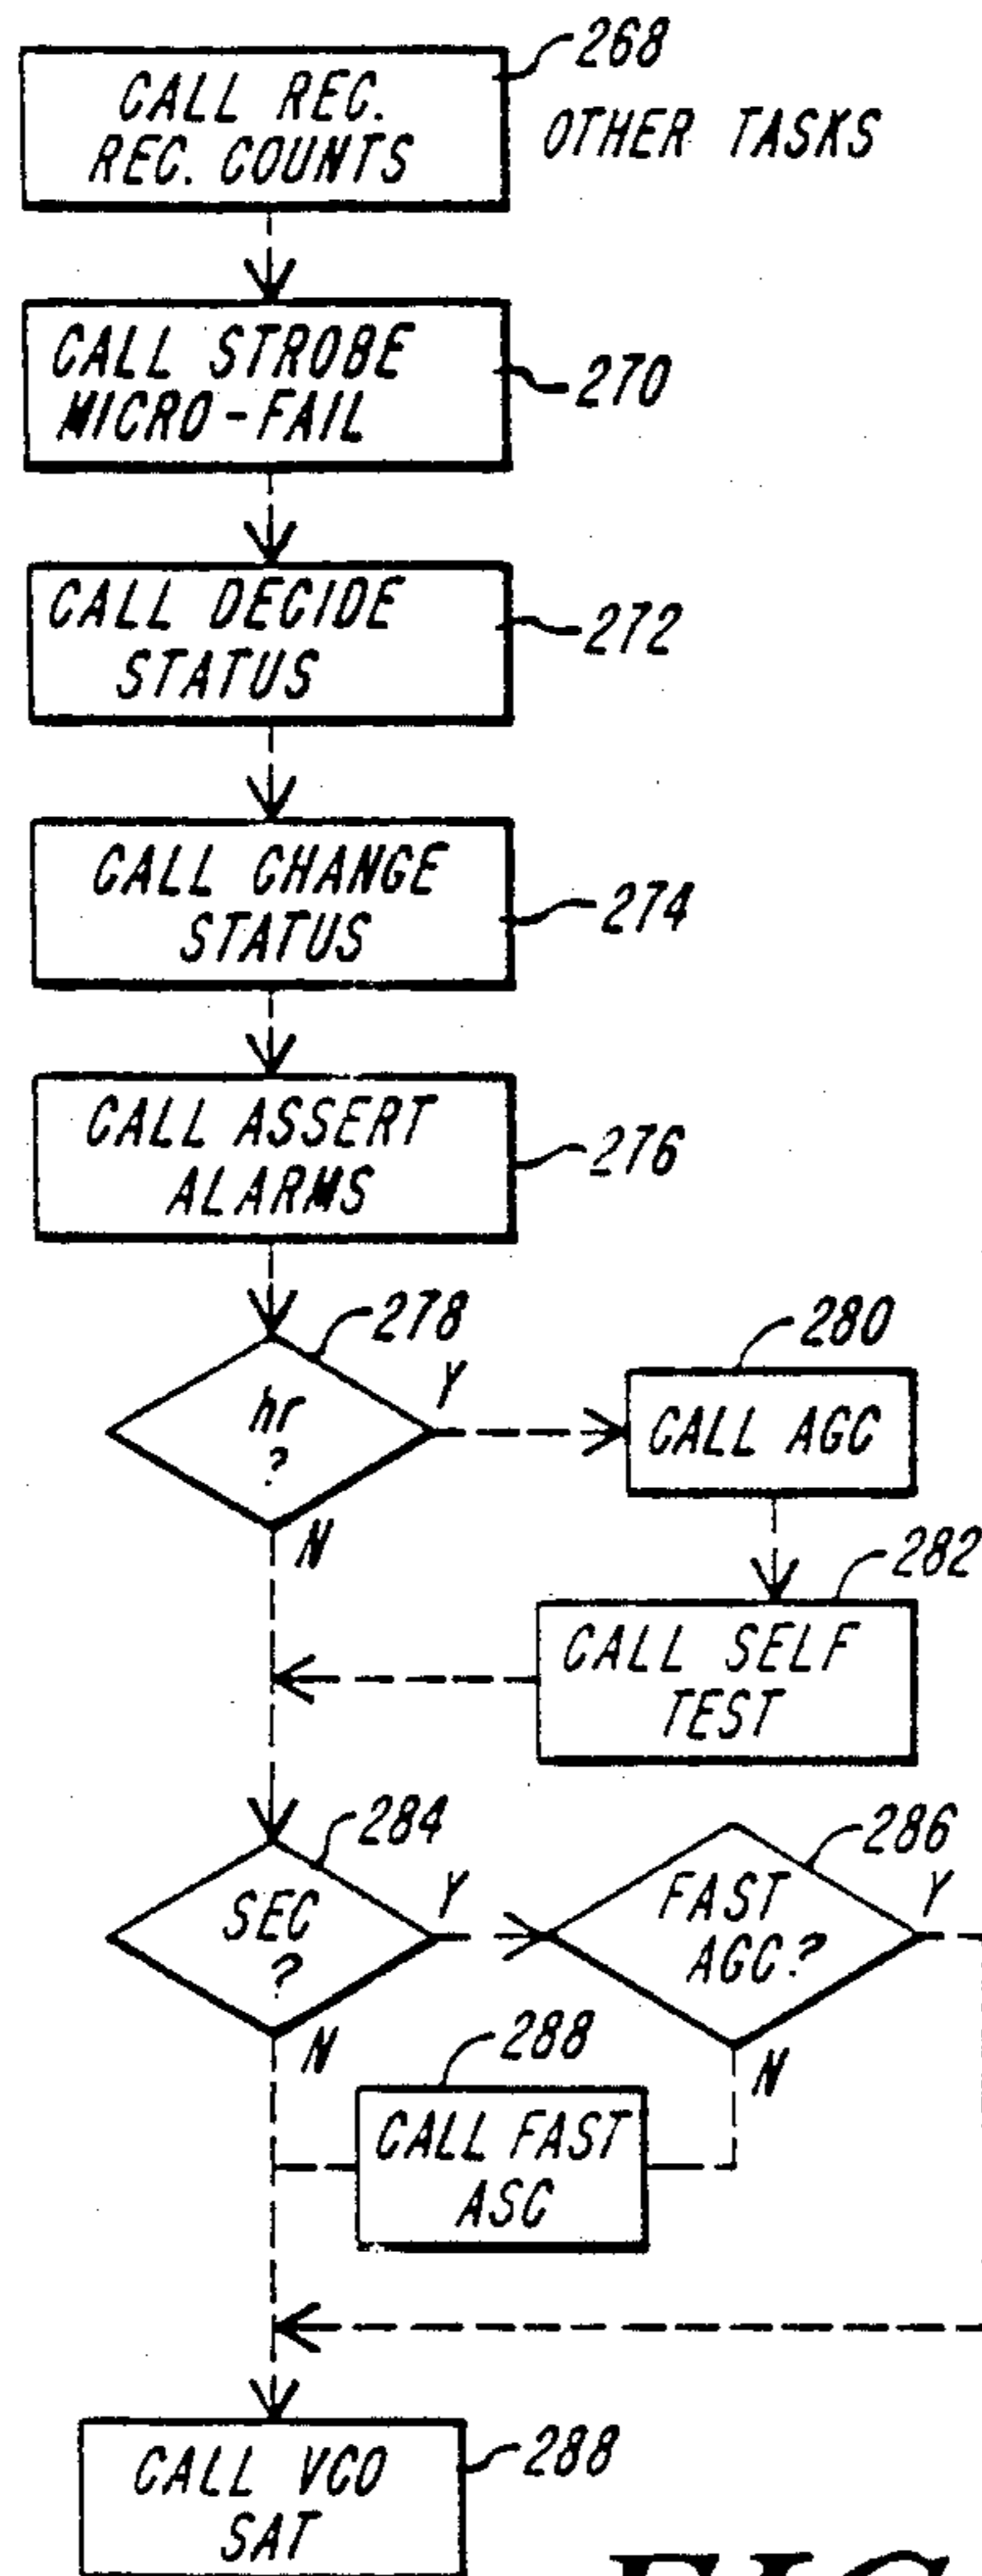 268
CALL REC.
REC. COUNTS
OTHER TASKS
CALL STROBE
MICRO-FAIL
270
CALL DECIDE
STATUS
272
CALL CHANGE
STATUS
274
CALL ASSERT
ALARMS
276
278
hr
?
Y
N
280
CALL AGC
282
CALL SELF
TEST
284
SEC
?
Y
N
286
FAST
AGC?
Y
N
288
CALL FAST
ASC
CALL VCO
SAT
288
FIG